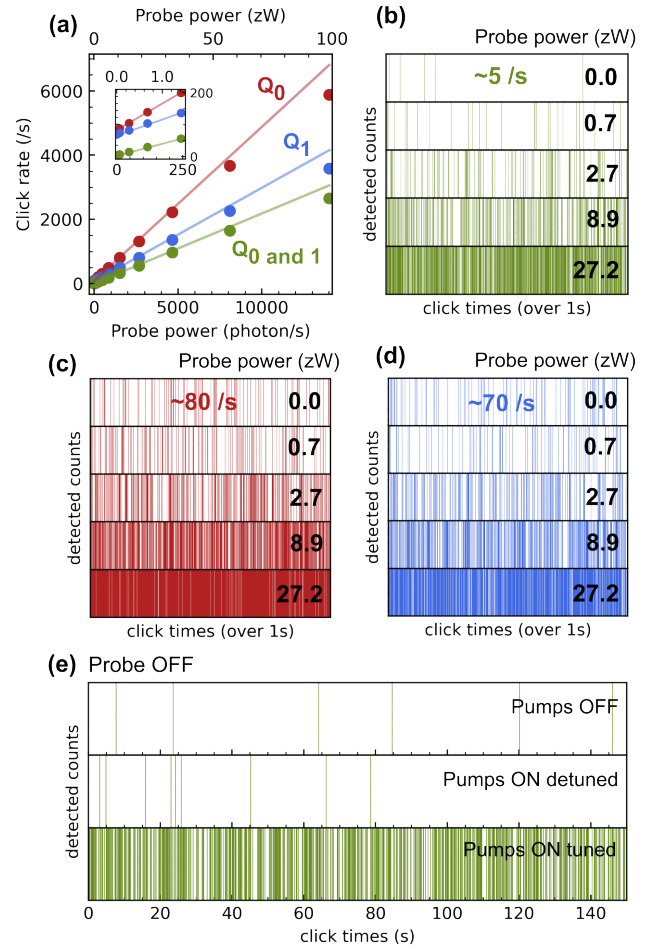 (a)
Probe power (zW)
0 50 100
Click rate (/s)
6000
4000
2000
0
0.0 1.0
200
0
0 250
Q0
Q1
Q0 and 1
0 5000 10000
Probe power (photon/s)
(b)
Probe power (zW)
detected counts
~5 /s 0.0
0.7
2.7
8.9
27.2
click times (over 1s)
(c)
Probe power (zW)
detected counts
~80 /s 0.0
0.7
2.7
8.9
27.2
click times (over 1s)
(d)
Probe power (zW)
detected counts
~70 /s 0.0
0.7
2.7
8.9
27.2
click times (over 1s)
(e) Probe OFF
detected counts
Pumps OFF
Pumps ON detuned
Pumps ON tuned
0 20 40 60 80 100 120 140
click times (s)